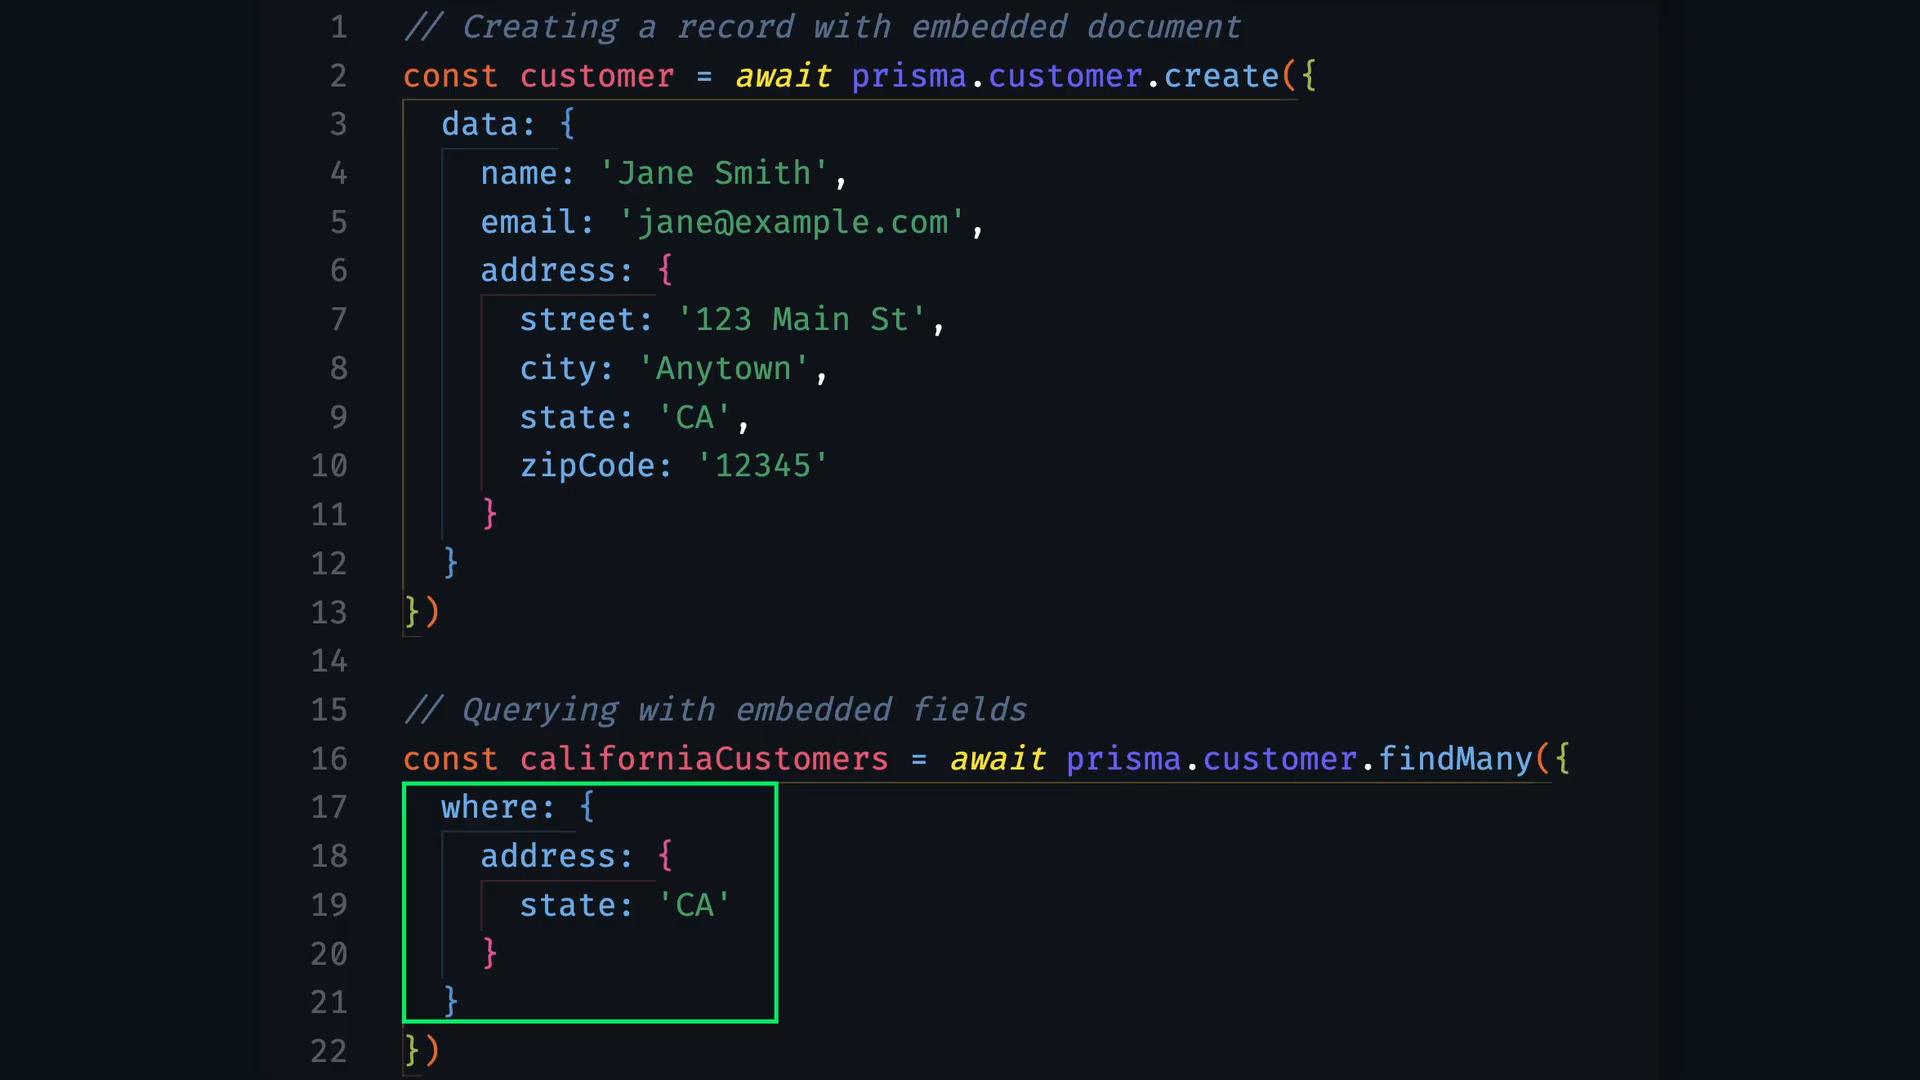 1 // Creating a record with embedded document
2 const customer = await prisma.customer.create({
3 data: {
4 name: 'Jane Smith',
5 email: 'jane@example.com',
6 address: {
7 street: '123 Main St',
8 city: 'Anytown',
9 state: 'CA',
10 zipCode: '12345'
11 }
12 }
13 })
14
15 // Querying with embedded fields
16 const californiaCustomers = await prisma.customer.findMany({
17 where: {
18 address: {
19 state: 'CA'
20 }
21 }
22 })